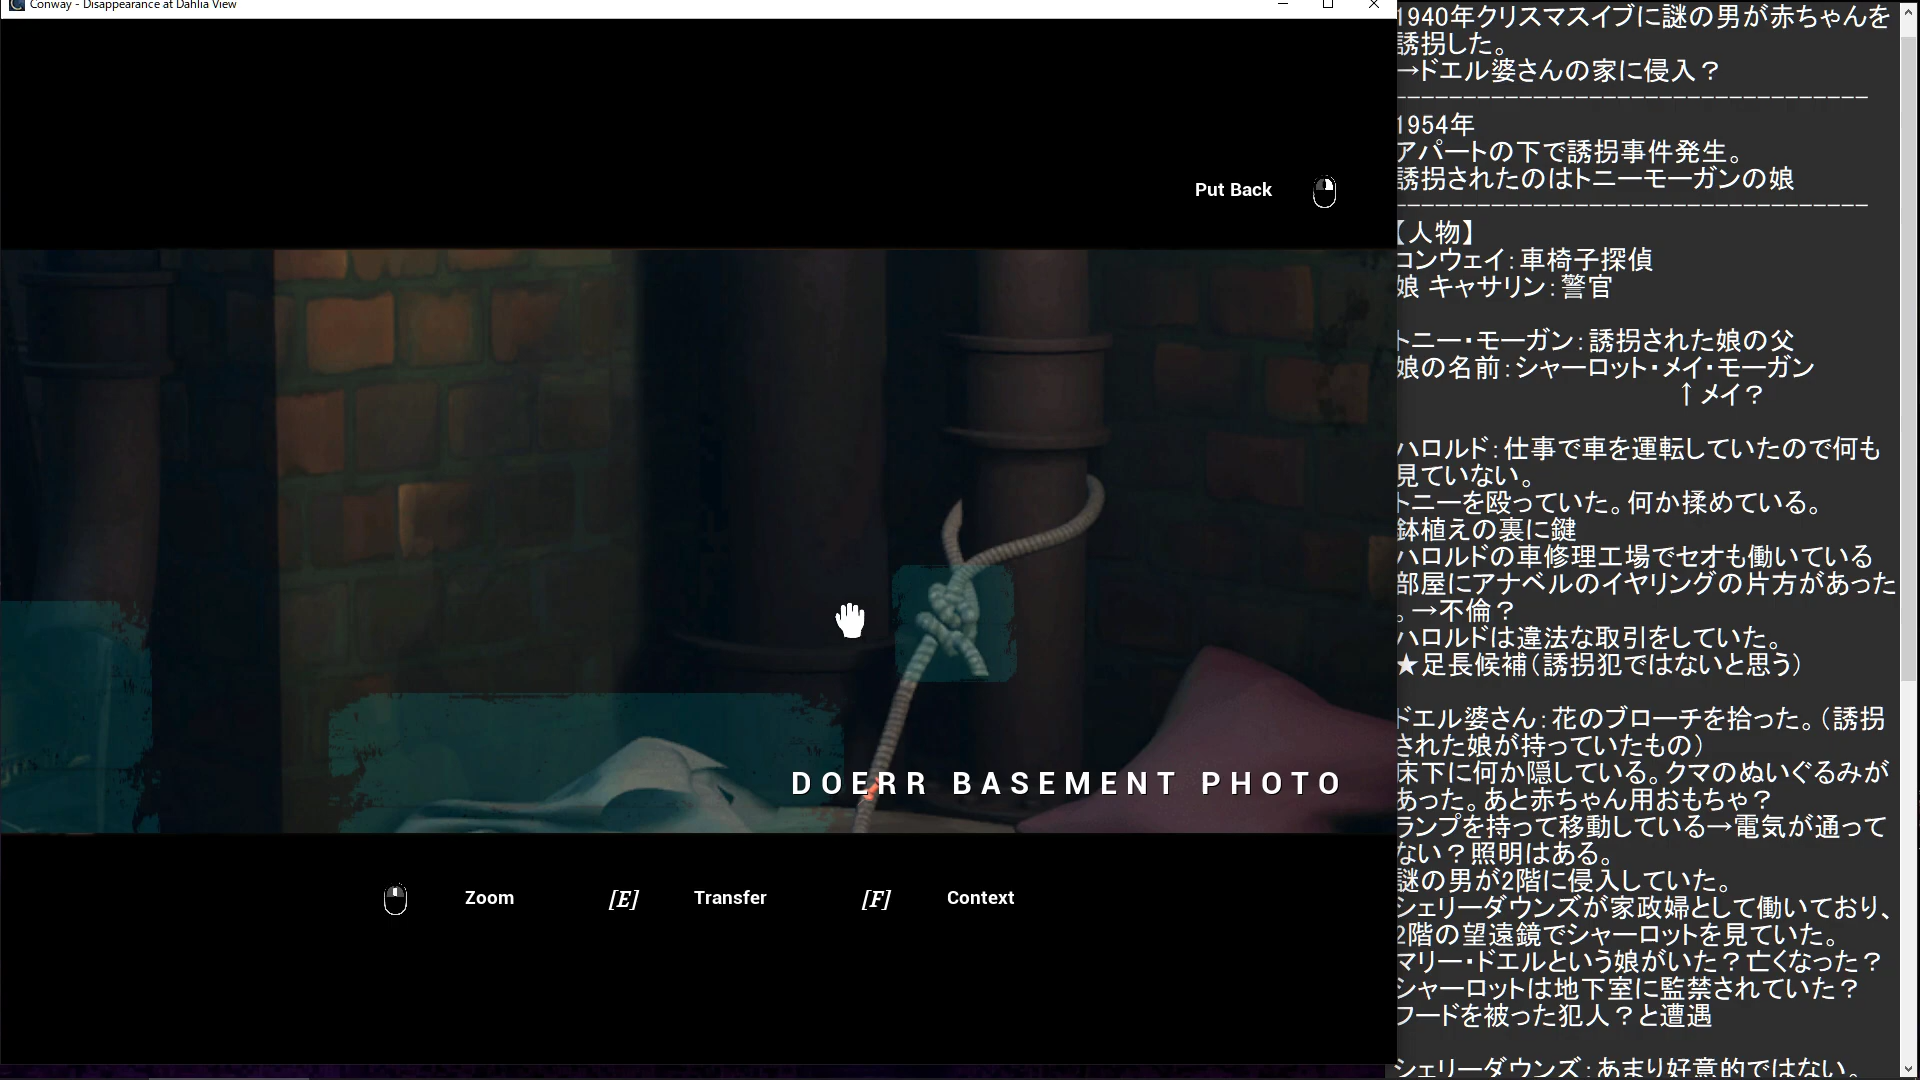 Conway - Disappearance at Dahlia View
Put Back
DOERR BASEMENT PHOTO
Zoom
[E] Transfer
[F] Context
1940年クリスマスイブに謎の男が赤ちゃんを
誘拐した。
→ドエル婆さんの家に侵入？
1954年
アパートの下で誘拐事件発生。
誘拐されたのはトニーモーガンの娘
【人物】
コンウェイ：車椅子探偵
娘 キャサリン：警官
トニー・モーガン：誘拐された娘の父
娘の名前：シャーロット・メイ・モーガン
↑メイ？
ハロルド：仕事で車を運転していたので何も
見ていない。
トニーを殴っていた。何か揉めている。
鉢植えの裏に鍵
ハロルドの車修理工場でセオも働いている
部屋にアナベルのイヤリングの片方があった
。→不倫？
ハロルドは違法な取引をしていた。
★足長候補（誘拐犯ではないと思う）
ドエル婆さん：花のブローチを拾った。（誘拐
された娘が持っていたもの）
床下に何か隠している。クマのぬいぐるみが
あった。あと赤ちゃん用おもちゃ？
ランプを持って移動している→電気が通って
ない？照明はある。
謎の男が2階に侵入していた。
シェリーダウンズが家政婦として働いており、
2階の望遠鏡でシャーロットを見ていた。
マリー・ドエルという娘がいた？亡くなった？
シャーロットは地下室に監禁されていた？
フードを被った犯人？と遭遇
シェリーダウンズ：あまり好意的ではない。